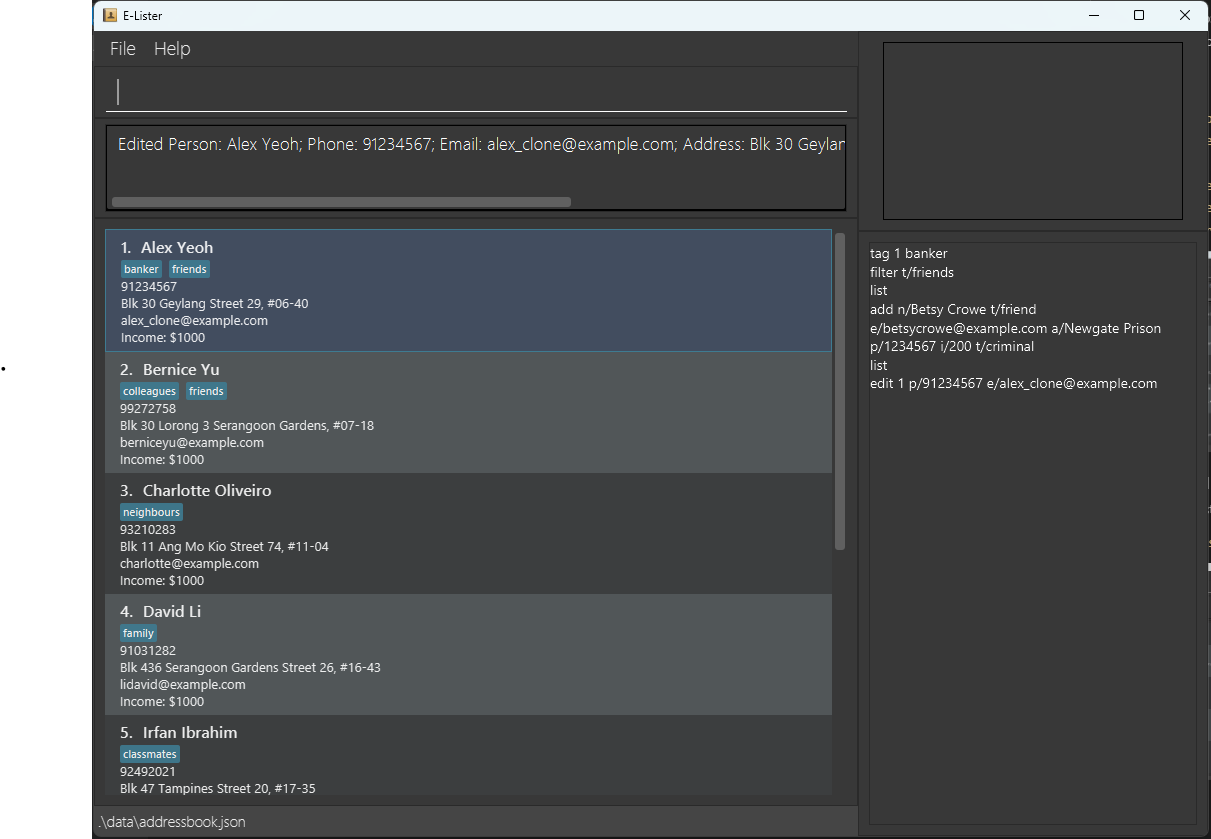 E-Lister
File Help
Edited Person: Alex Yeoh; Phone: 91234567; Email: alex_clone@example.com; Address: Blk 30 Geylan
1. Alex Yeoh
banker friends
91234567
Blk 30 Geylang Street 29, #06-40
alex_clone@example.com
Income: $1000
2. Bernice Yu
colleagues friends
99272758
Blk 30 Lorong 3 Serangoon Gardens, #07-18
berniceyu@example.com
Income: $1000
3. Charlotte Oliveiro
neighbours
93210283
Blk 11 Ang Mo Kio Street 74, #11-04
charlotte@example.com
Income: $1000
4. David Li
family
91031282
Blk 436 Serangoon Gardens Street 26, #16-43
lidavid@example.com
Income: $1000
5. Irfan Ibrahim
classmates
92492021
Blk 47 Tampines Street 20, #17-35
.\data\addressbook.json
tag 1 banker
filter t/friends
list
add n/Betsy Crowe t/friend
e/betsycrowe@example.com a/Newgate Prison
p/1234567 i/200 t/criminal
list
edit 1 p/91234567 e/alex_clone@example.com